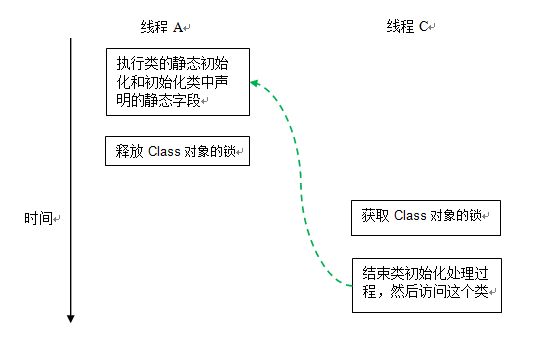 线程 A
线程 C
执行类的静态初始
化和初始化类中声
明的静态字段
释放 Class 对象的锁
时间
获取 Class 对象的锁
结束类初始化处理过
程，然后访问这个类